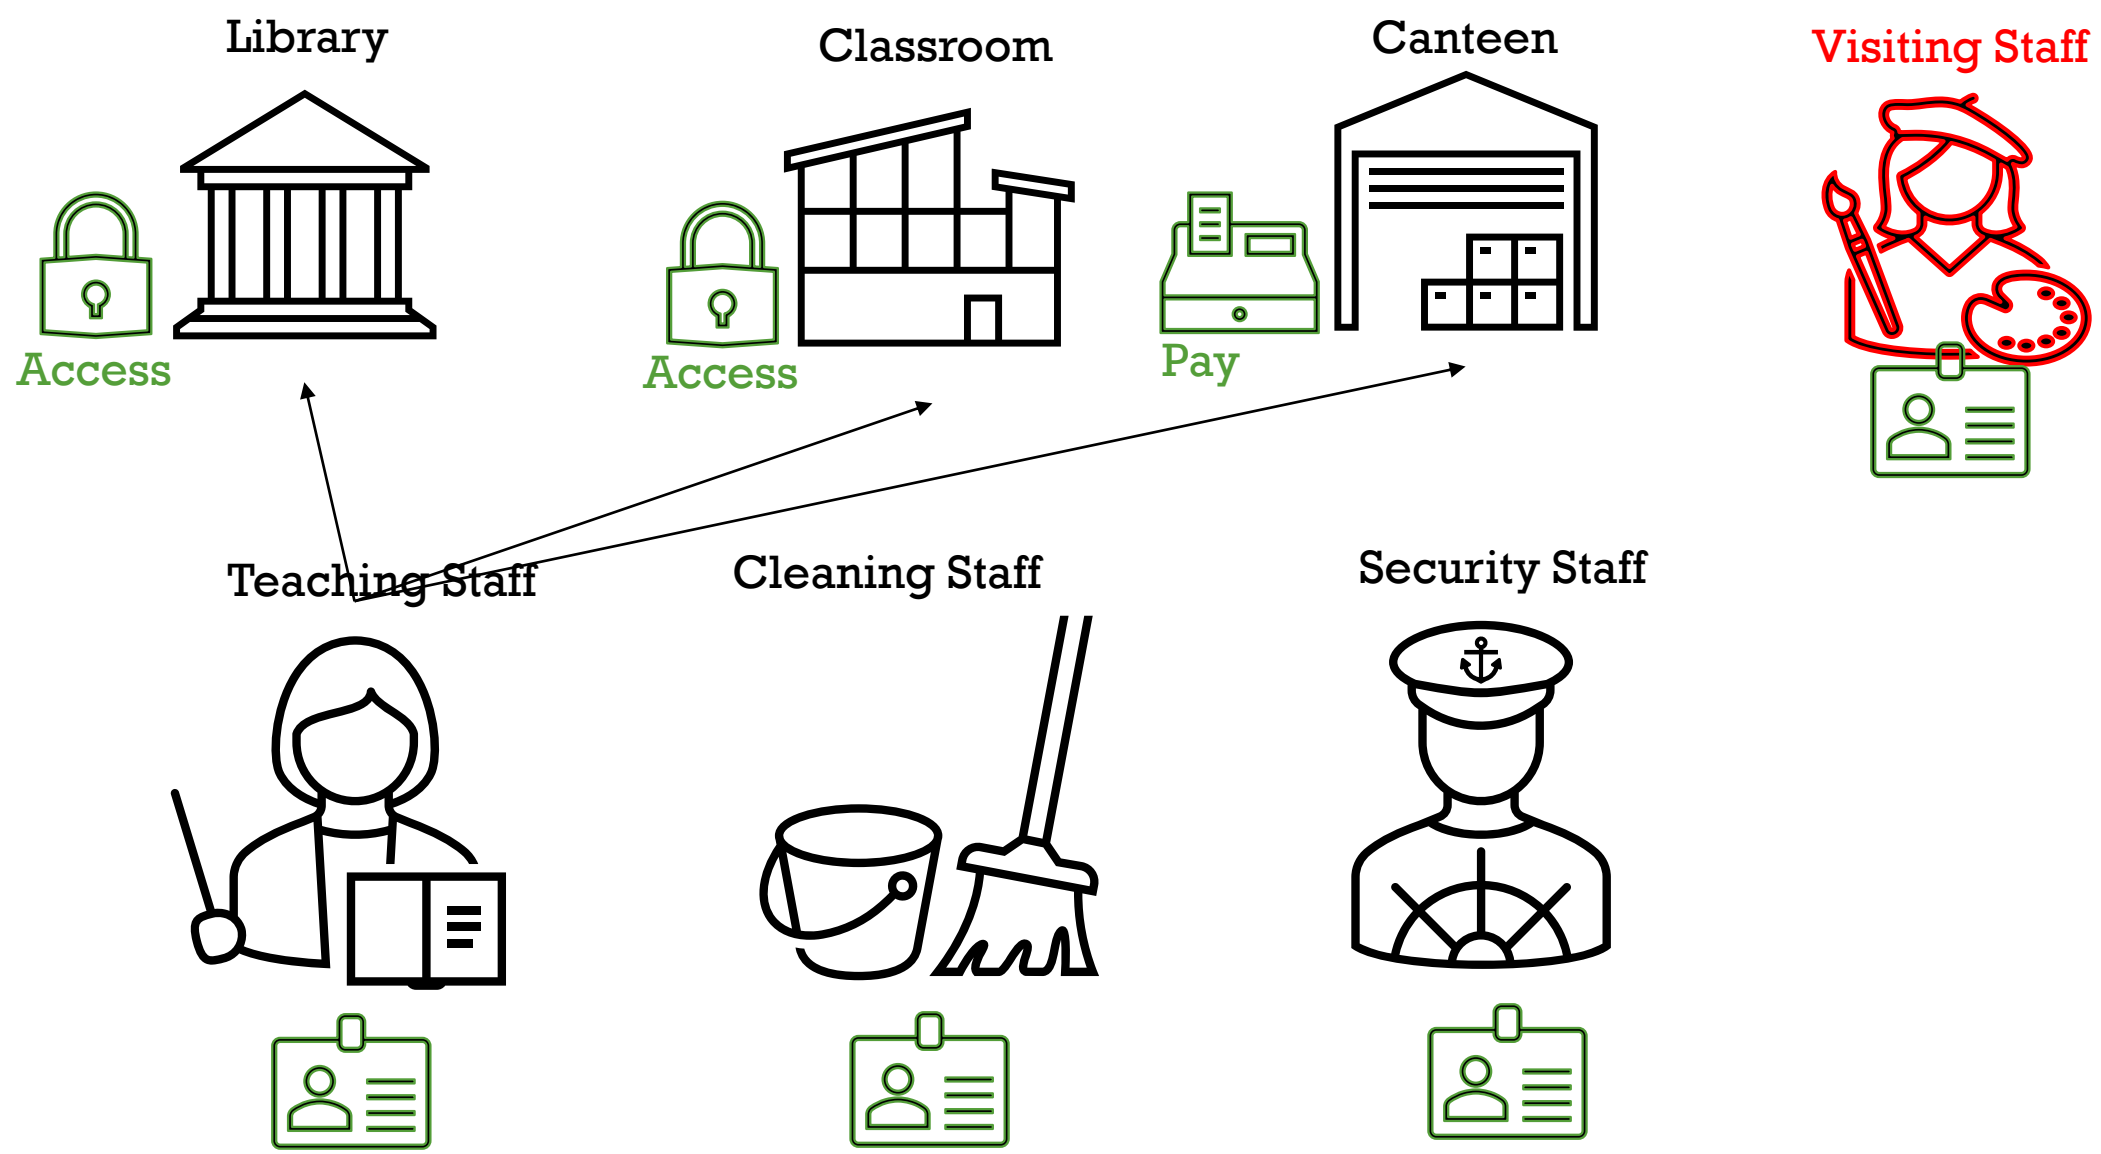 Library
Classroom
Canteen
Visiting Staff
Access
Access
Pay
Teaching Staff
Cleaning Staff
Security Staff